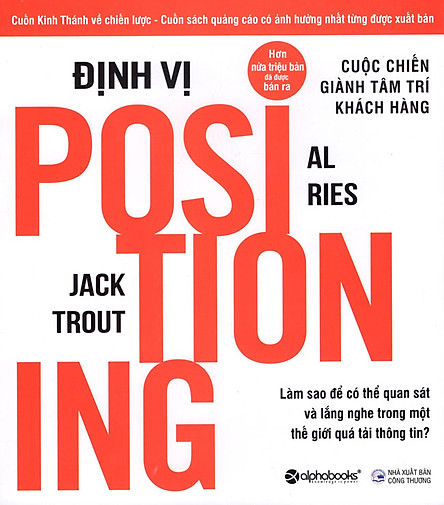 Cuốn Kinh Thánh về chiến lược - Cuốn sách quảng cáo có ảnh hưởng nhất từng được xuất bản
Hơn
nửa triệu bản
đã được
bán ra
CUỘC CHIẾN
GIÀNH TÂM TRÍ
KHÁCH HÀNG
ĐỊNH VỊ
POSI
AL
RIES
TION
JACK
TROUT
ING
Làm sao để có thể quan sát
và lắng nghe trong một
thế giới quá tải thông tin?
alphabooks®
knowledge is power
NHÀ XUẤT BẢN
CÔNG THƯƠNG